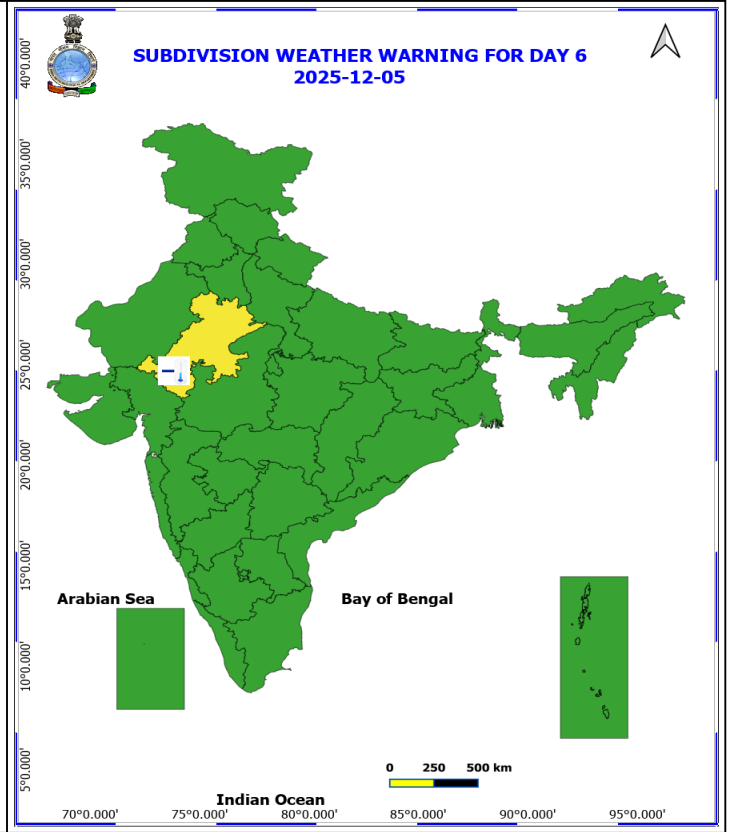 SUBDIVISION WEATHER WARNING FOR DAY 6
2025-12-05
40°0.000'
35°0.000'
30°0.000'
25°0.000'
20°0.000'
15°0.000'
10°0.000'
5°0.000'
Arabian Sea
Bay of Bengal
0 250 500 km
Indian Ocean
70°0.000' 75°0.000' 80°0.000' 85°0.000' 90°0.000' 95°0.000'